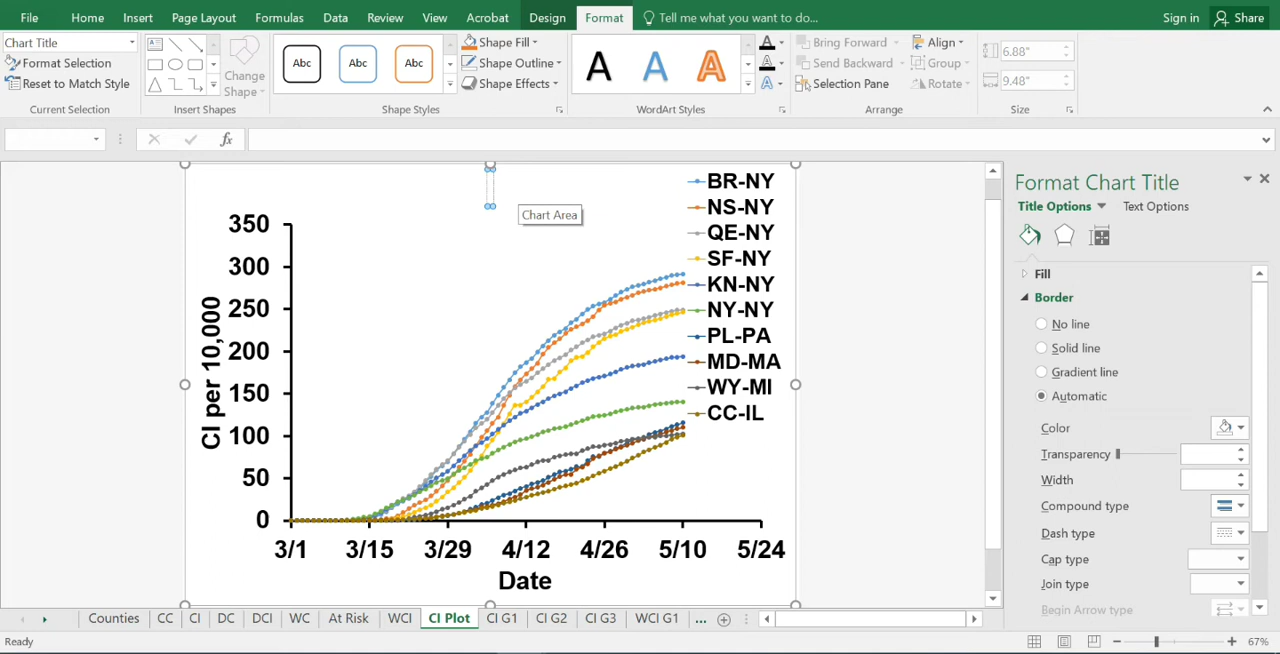 File Home Insert Page Layout Formulas Data Review View Acrobat Design Format Tell me what you want to do... Sign in Share
Chart Title
Format Selection
Reset to Match Style
Current Selection
Change
Shape
Insert Shapes
Abc Abc Abc
Shape Fill
Shape Outline
Shape Effects
Shape Styles
A A A
A
A
A
WordArt Styles
Bring Forward
Send Backward
Selection Pane
Align
Group
Rotate
Arrange
6.88"
9.48"
Size
fx
Chart Area
BR-NY
NS-NY
QE-NY
SF-NY
KN-NY
NY-NY
PL-PA
MD-MA
WY-MI
CC-IL
CI per 10,000
350
300
250
200
150
100
50
0
3/1 3/15 3/29 4/12 4/26 5/10 5/24
Date
Format Chart Title
Title Options Text Options
Fill
Border
No line
Solid line
Gradient line
Automatic
Color
Transparency
Width
Compound type
Dash type
Cap type
Join type
Begin Arrow type
Counties CC CI DC DCI WC At Risk WCI CI Plot CI G1 CI G2 CI G3 WCI G1 ...
Ready
67%